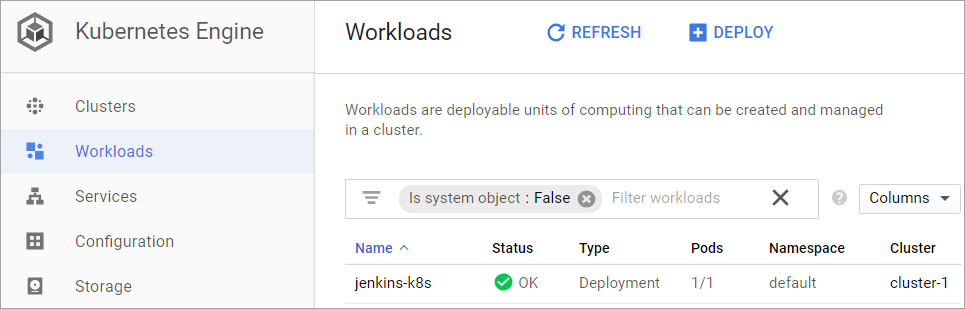 Kubernetes Engine
Workloads
REFRESH
DEPLOY
Clusters
Workloads
Services
Configuration
Storage
Workloads are deployable units of computing that can be created and managed
in a cluster.
Is system object : False
Filter workloads
?
Columns
Name Status Type Pods Namespace Cluster
jenkins-k8s OK Deployment 1/1 default cluster-1